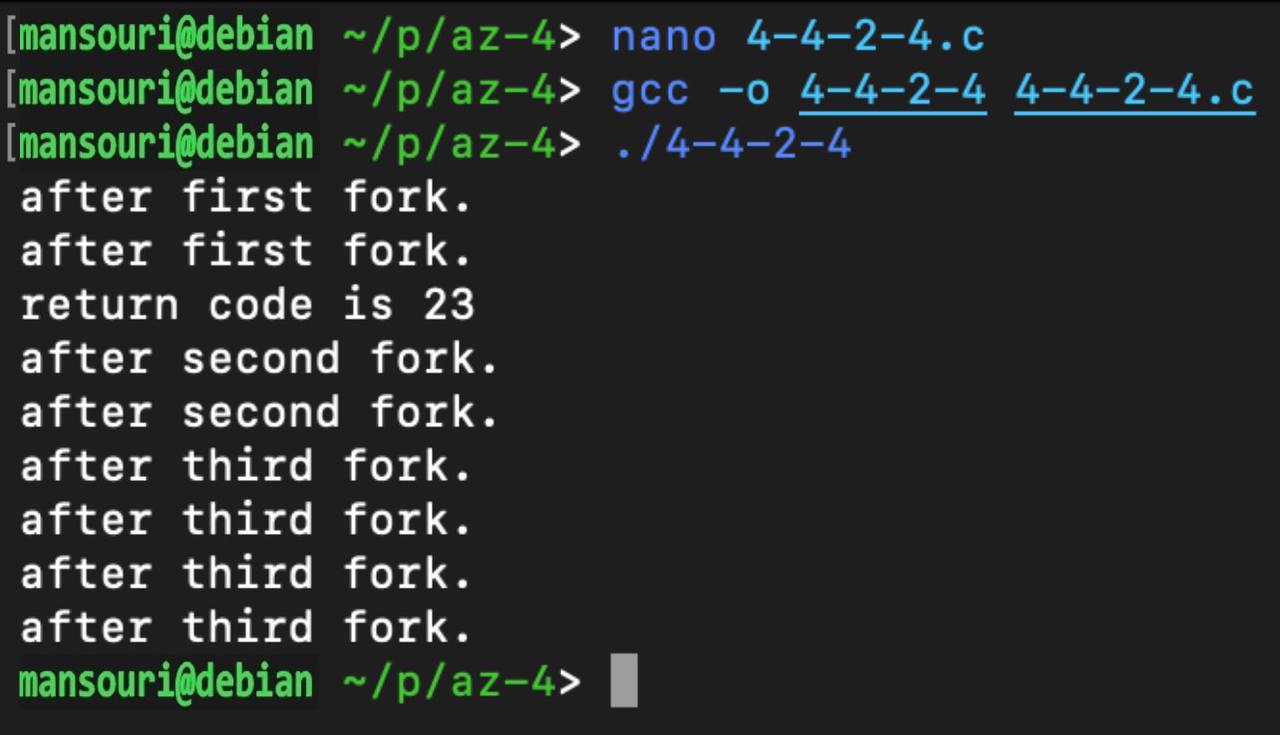 [mansouri@debian ~/p/az-4> nano 4-4-2-4.c
[mansouri@debian ~/p/az-4> gcc -o 4-4-2-4 4-4-2-4.c
[mansouri@debian ~/p/az-4> ./4-4-2-4
after first fork.
after first fork.
return code is 23
after second fork.
after second fork.
after third fork.
after third fork.
after third fork.
after third fork.
mansouri@debian ~/p/az-4>